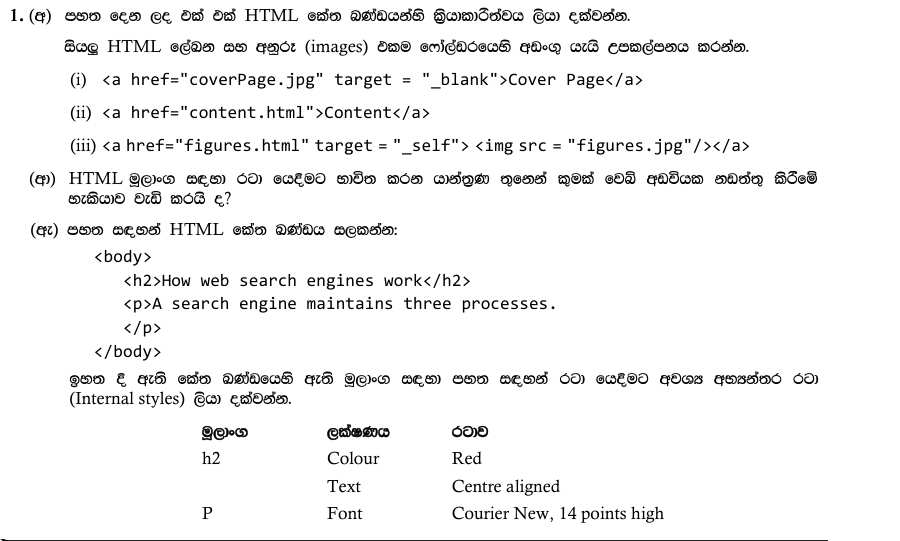 1. (අ) පහත දෙන ලද එක් එක් HTML කේත ඛණ්ඩයන්හි ක්‍රියාකාරීත්වය ලියා දක්වන්න.
සියලු HTML ලේඛන සහ අනුරූ (images) එකම ෆෝල්ඩරයෙහි අඩංගු යැයි උපකල්පනය කරන්න.
(i) <a href="coverPage.jpg" target = "_blank">Cover Page</a>
(ii) <a href="content.html">Content</a>
(iii) <a href="figures.html" target = "_self"> <img src = "figures.jpg"/></a>
(ආ) HTML මූලාංග සඳහා රටා යෙදීමට භාවිත කරන යාන්ත්‍රණ තුනෙන් කුමක් වෙබ් අඩවියක නඩත්තු කිරීමේ
හැකියාව වැඩි කරයි ද?
(ඇ) පහත සඳහන් HTML කේත ඛණ්ඩය සලකන්න:
<body>
<h2>How web search engines work</h2>
<p>A search engine maintains three processes.
</p>
</body>
ඉහත දී ඇති කේත ඛණ්ඩයෙහි ඇති මූලාංග සඳහා පහත සඳහන් රටා යෙදීමට අවශ්‍ය අභ්‍යන්තර රටා
(Internal styles) ලියා දක්වන්න.
මූලාංග ලක්ෂණය රටාව
h2 Colour Red
Text Centre aligned
P Font Courier New, 14 points high